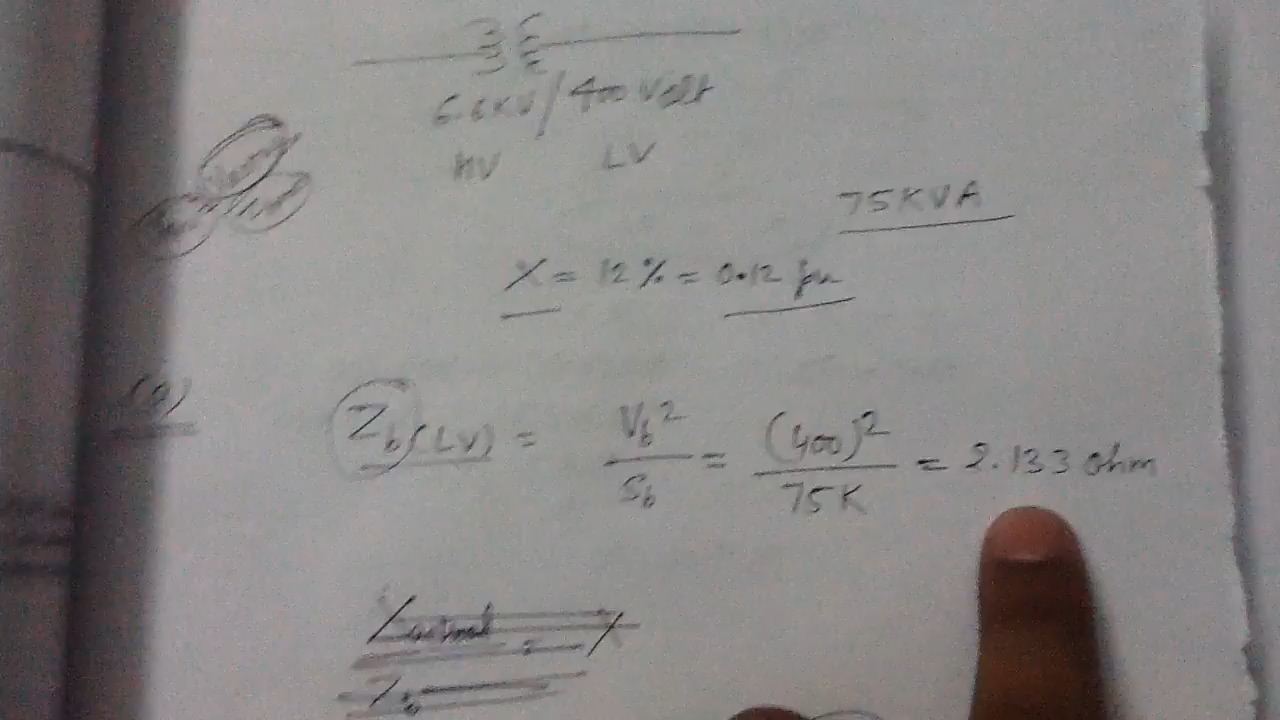 6.6KV/400 Volt
HV LV
75KVA
X = 12% = 0.12 pu
(a)
Zb(LV) = Vb² / Sb = (400)² / 75K = 2.133 ohm